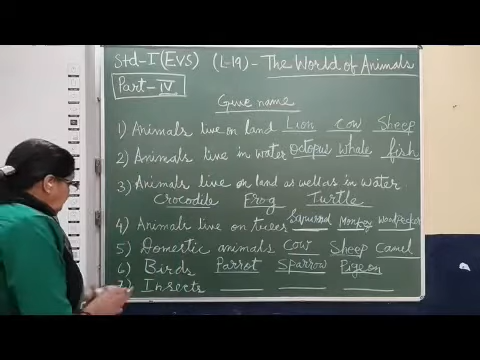 Std-I (EVS) (L-19) - The World of Animals
Part-IV
Give name
1) Animals live on land Lion Cow Sheep
2) Animals live in water octopus whale fish
3) Animals live on land as well as in water
Crocodile Frog Turtle
4) Animals live on trees Monkey Woodpecker
5) Domestic animals Cow Sheep Camel
6) Birds Parrot Sparrow Pigeon
7) Insects